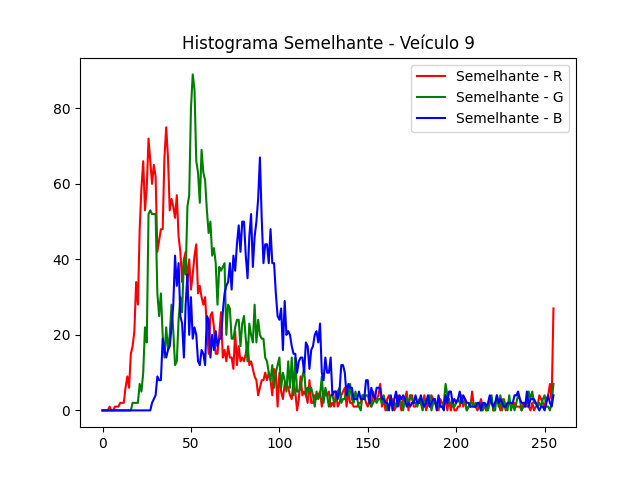 Histograma Semelhante - Veículo 9
Semelhante - R
Semelhante - G
Semelhante - B
80
60
40
20
0
0 50 100 150 200 250